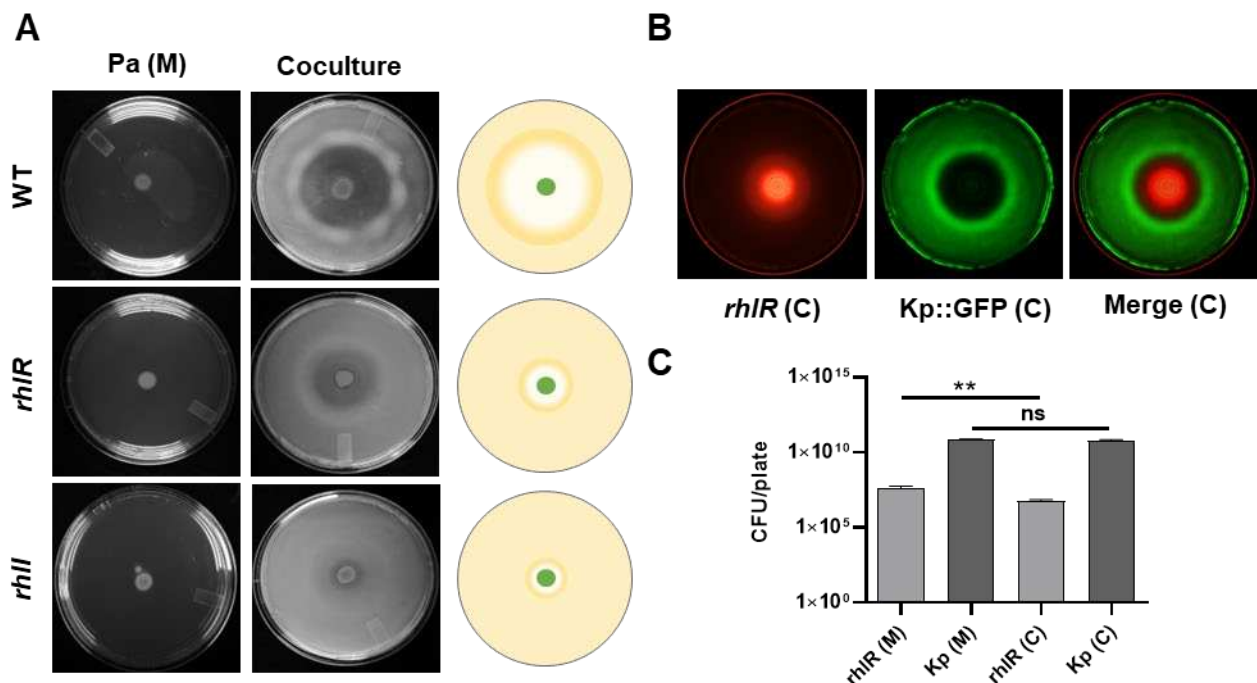 A
Pa (M)
Coculture
WT
rhlR
rhlI
B
rhlR (C)
Kp::GFP (C)
Merge (C)
C
CFU/plate
1×10¹⁵
1×10¹⁰
1×10⁵
1×10⁰
**
ns
rhlR (M)
Kp (M)
rhlR (C)
Kp (C)